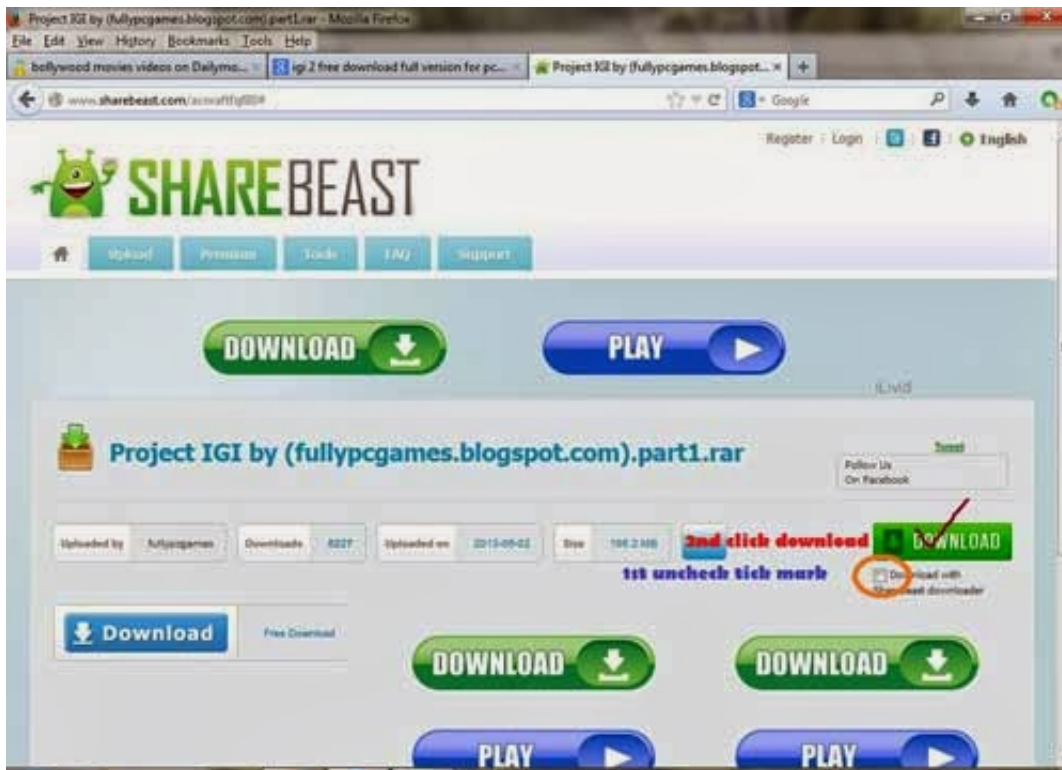 Project IGI by (fullypcgames.blogspot.com).part1.rar - Mozilla Firefox
File Edit View History Bookmarks Tools Help
bollywood movies videos on Dailymo... igi 2 free download full version for pc... Project IGI by (fullypcgames.blogspot...
www.sharebeast.com/ Google
Register Login English
SHAREBEAST
Upload Premium Tools FAQ Support
DOWNLOAD PLAY
iLivid
Project IGI by (fullypcgames.blogspot.com).part1.rar
Tweet
Follow Us
On Facebook
Uploaded by fullypcgames Downloads 6227 Uploaded on Size 2nd click download DOWNLOAD
1st uncheck tick mark Download with
ShareBeast downloader
Download Free Download
DOWNLOAD DOWNLOAD
PLAY PLAY